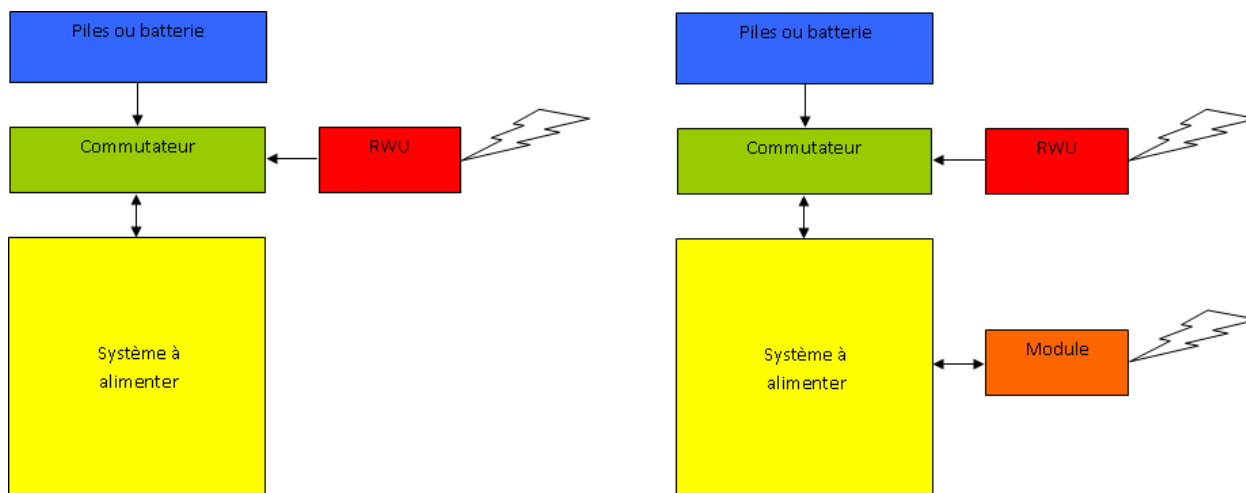 Piles ou batterie
Commutateur
RWU
Système à
alimenter
Piles ou batterie
Commutateur
RWU
Système à
alimenter
Module